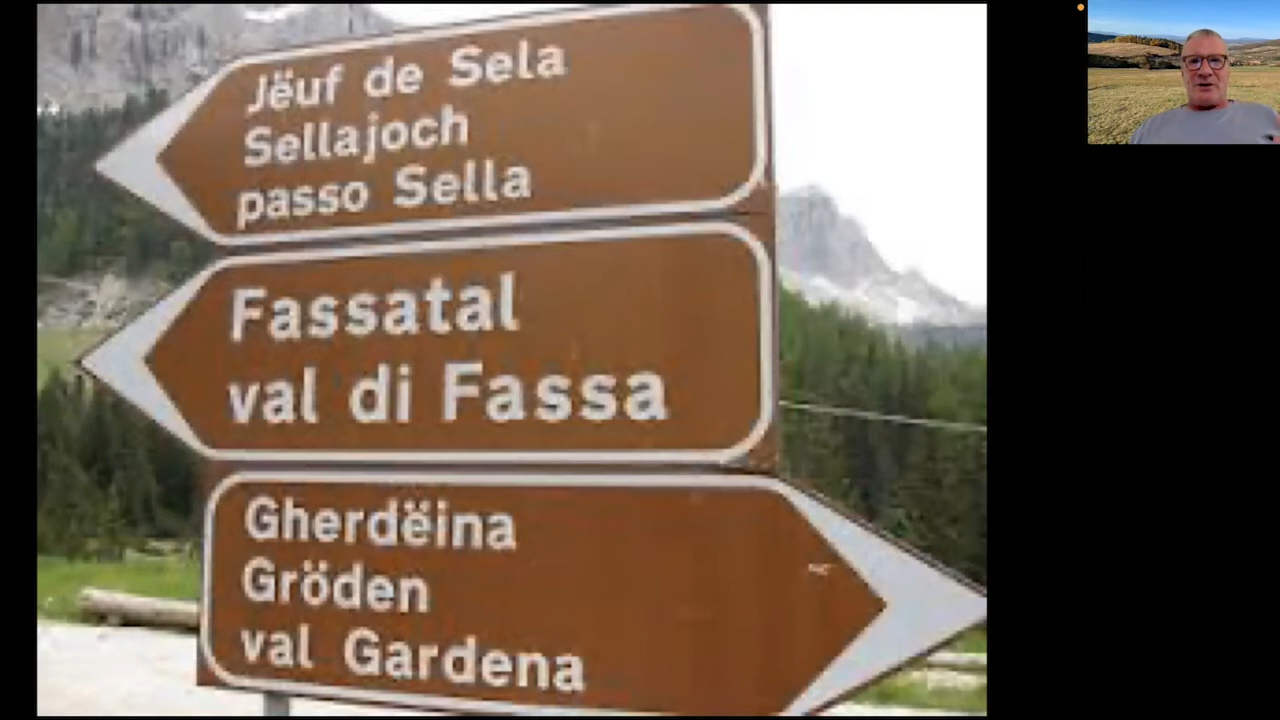 Jëuf de Sela
Sellajoch
passo Sella
Fassatal
val di Fassa
Gherdëina
Gröden
val Gardena